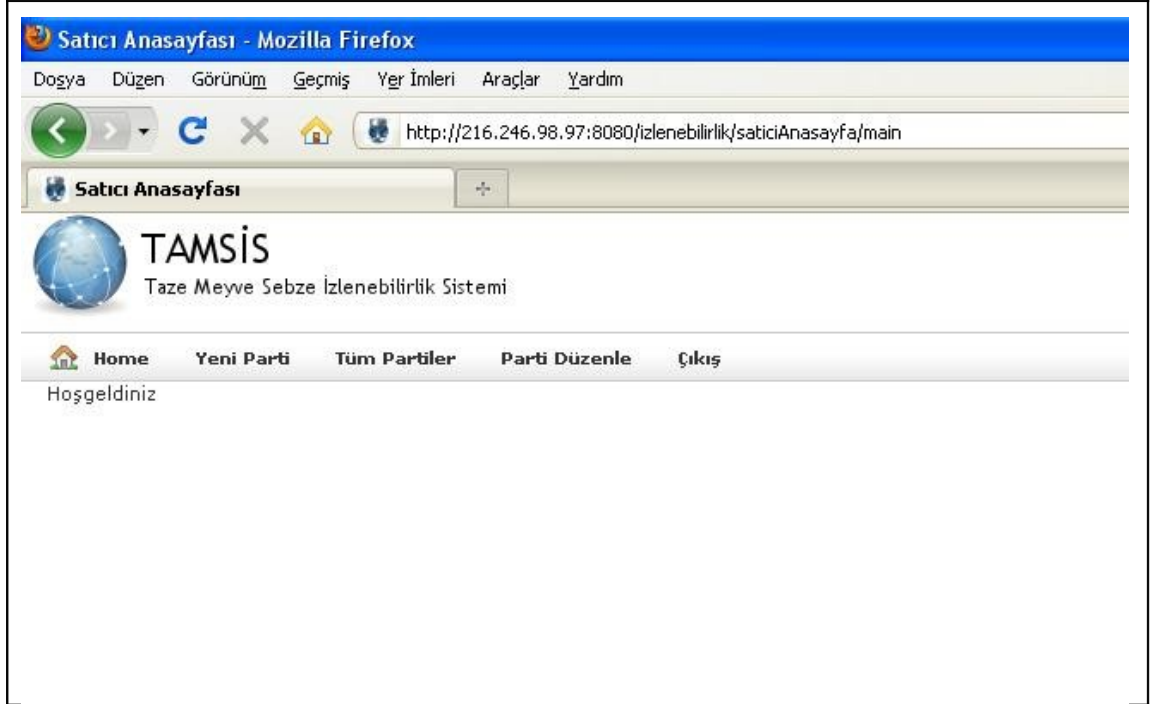 Satıcı Anasayfası - Mozilla Firefox
Dosya Düzen Görünüm Geçmiş Yer İmleri Araçlar Yardım
http://216.246.98.97:8080/izlenebilirlik/saticiAnasayfa/main
Satıcı Anasayfası
TAMSİS
Taze Meyve Sebze İzlenebilirlik Sistemi
Home Yeni Parti Tüm Partiler Parti Düzenle Çıkış
Hoşgeldiniz